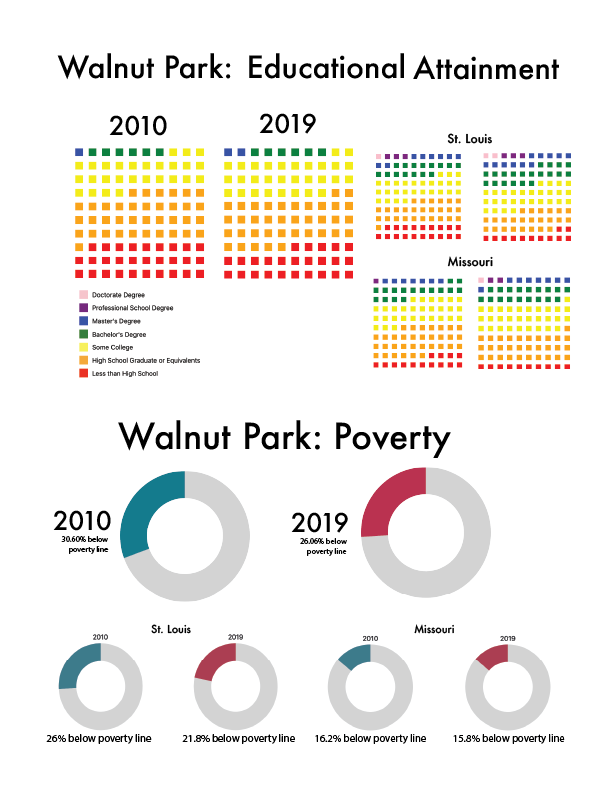 Walnut Park: Educational Attainment
2010
2019
St. Louis
Missouri
Doctorate Degree
Professional School Degree
Master's Degree
Bachelor's Degree
Some College
High School Graduate or Equivalents
Less than High School
Walnut Park: Poverty
2010
30.60% below
poverty line
2019
26.06% below
poverty line
St. Louis
Missouri
2010
2019
2010
2019
26% below poverty line
21.8% below poverty line
16.2% below poverty line
15.8% below poverty line